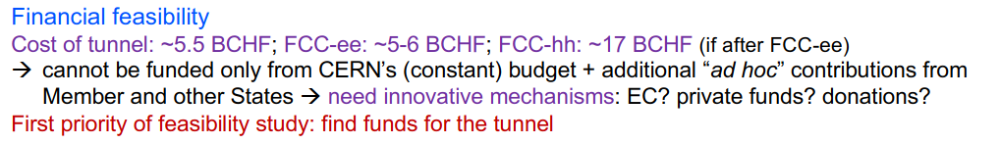 Financial feasibility
Cost of tunnel: ~5.5 BCHF; FCC-ee: ~5-6 BCHF; FCC-hh: ~17 BCHF (if after FCC-ee)
→ cannot be funded only from CERN's (constant) budget + additional “ad hoc” contributions from
Member and other States → need innovative mechanisms: EC? private funds? donations?
First priority of feasibility study: find funds for the tunnel